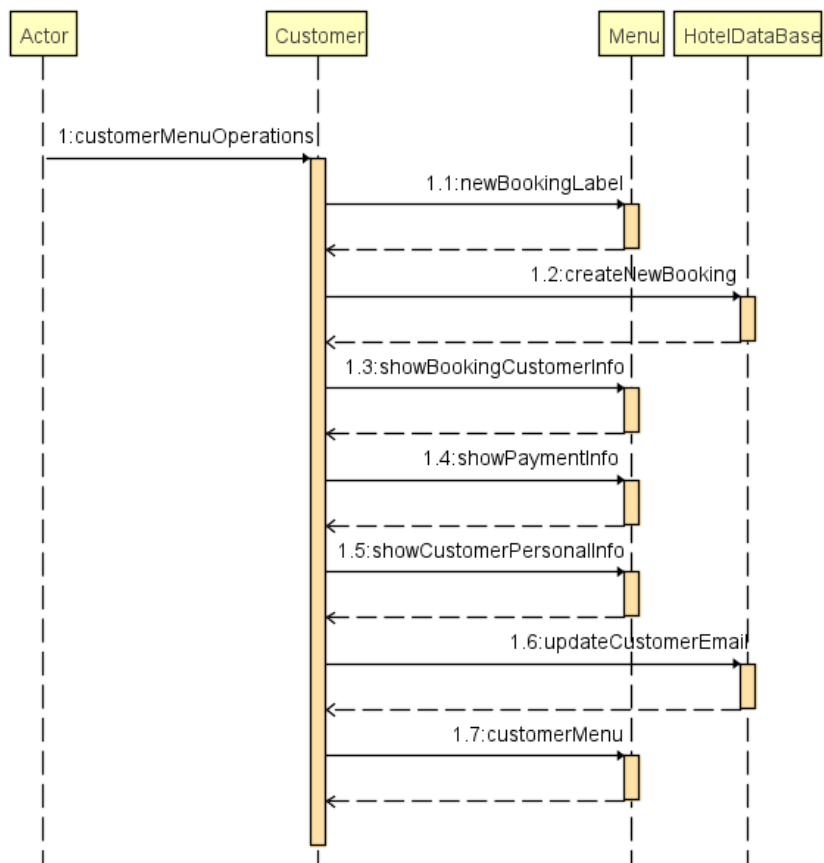 Actor
Customer
Menu
HotelDataBase
1:customerMenuOperations
1.1:newBookingLabel
1.2:createNewBooking
1.3:showBookingCustomerInfo
1.4:showPaymentInfo
1.5:showCustomerPersonalInfo
1.6:updateCustomerEmail
1.7:customerMenu